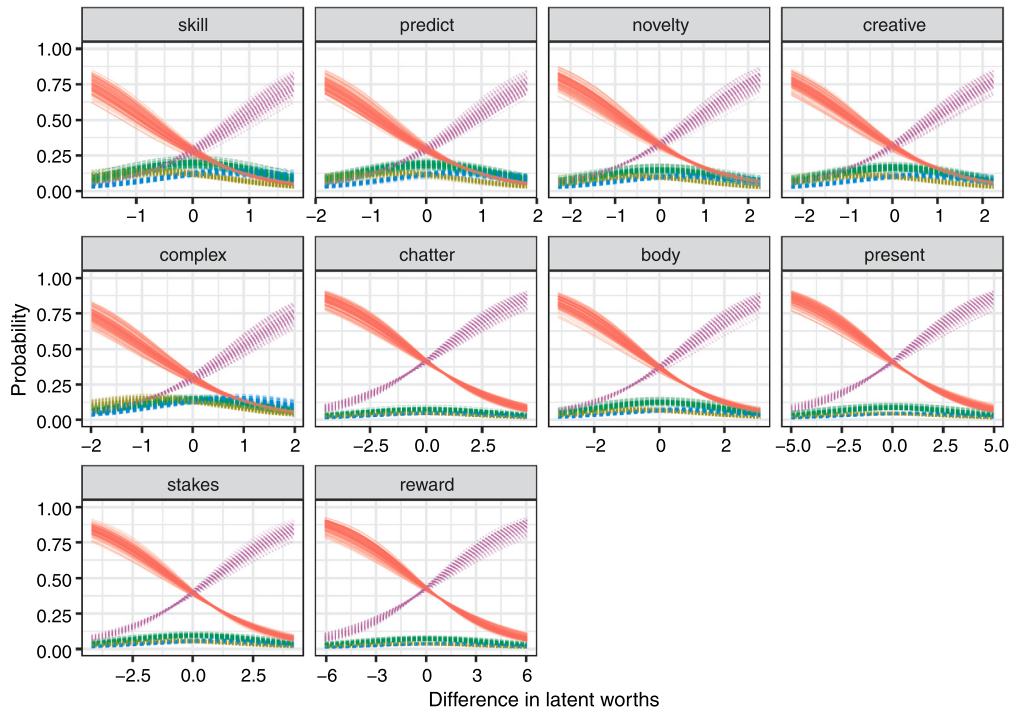 skill predict novelty creative
1.00
0.75
0.50
0.25
0.00
−1 0 1 −2 −1 0 1 2 −2 −1 0 1 2 −2 −1 0 1 2
complex chatter body present
1.00
0.75
0.50
0.25
0.00
−2 −1 0 1 2 −2.5 0.0 2.5 −2 0 2 −5.0 −2.5 0.0 2.5 5.0
Probability
stakes reward
1.00
0.75
0.50
0.25
0.00
−2.5 0.0 2.5 −6 −3 0 3 6
Difference in latent worths